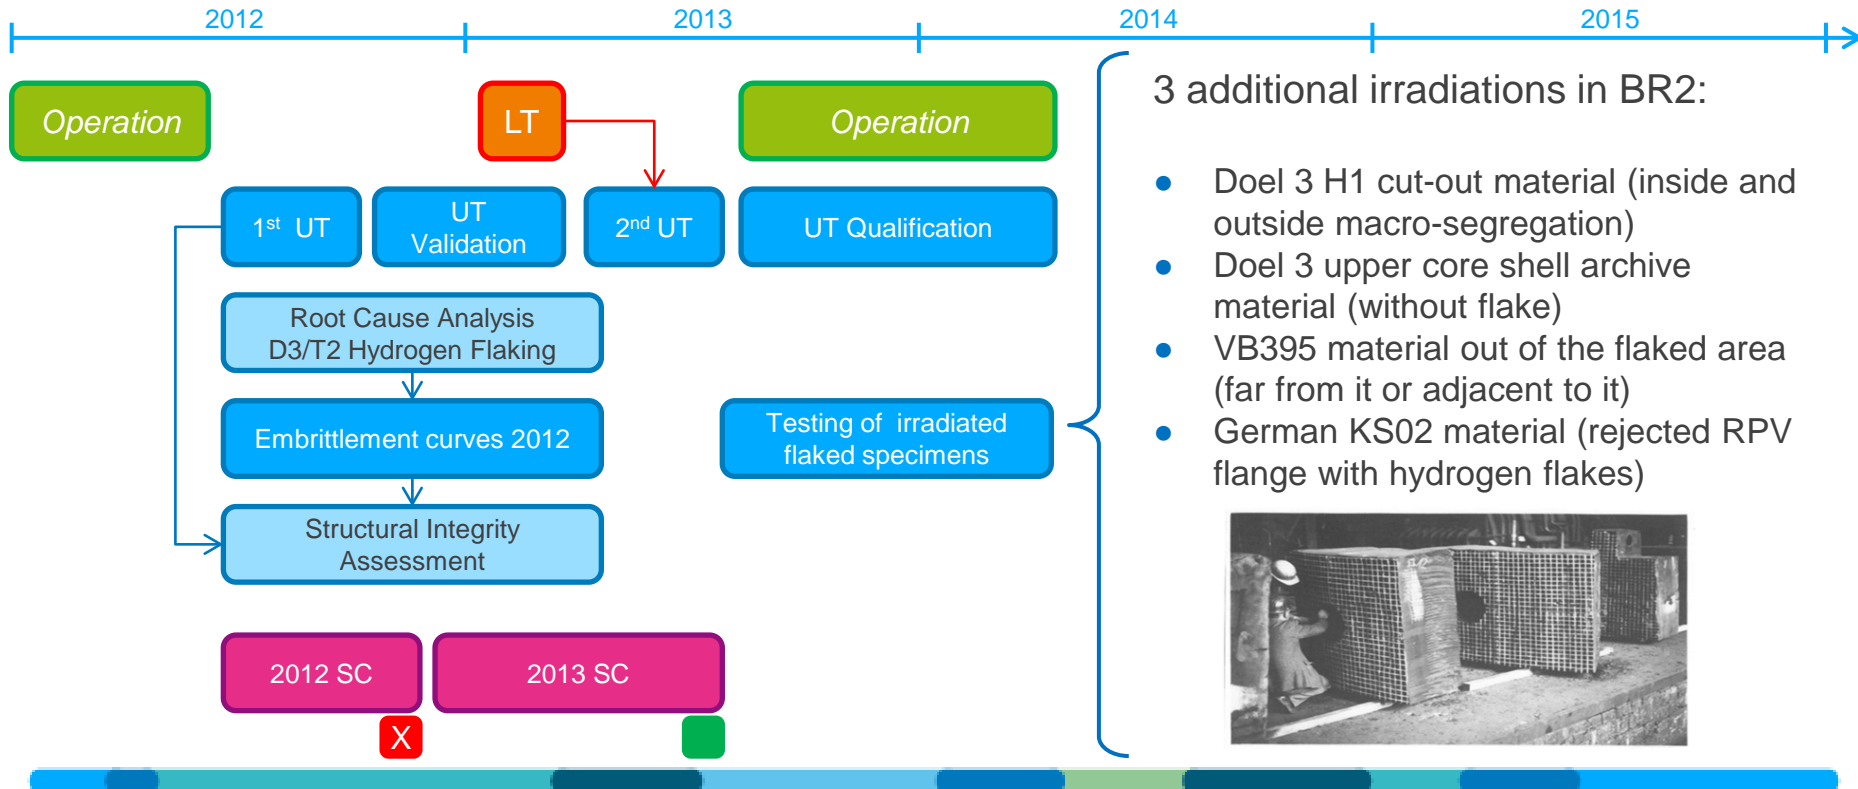 2012
2013
2014
2015
Operation
LT
Operation
1st UT
UT
Validation
2nd UT
UT Qualification
Root Cause Analysis
D3/T2 Hydrogen Flaking
Embrittlement curves 2012
Structural Integrity
Assessment
Testing of irradiated
flaked specimens
2012 SC
2013 SC
X
3 additional irradiations in BR2:
● Doel 3 H1 cut-out material (inside and
outside macro-segregation)
● Doel 3 upper core shell archive
material (without flake)
● VB395 material out of the flaked area
(far from it or adjacent to it)
● German KS02 material (rejected RPV
flange with hydrogen flakes)